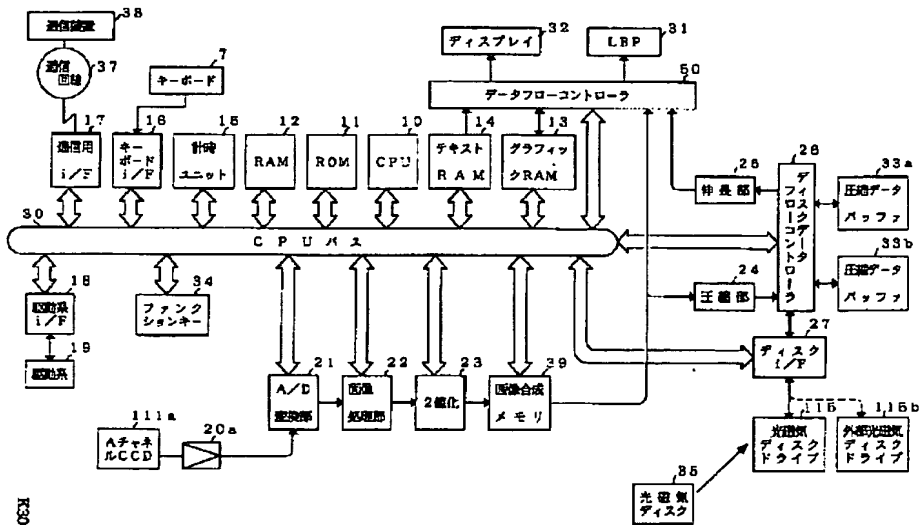 38
通信装置
37
通信
回線
7
キーボード
32
ディスプレイ
31
LBP
50
データフローコントローラ
17
通信用
i/F
16
キー
ボード
i/F
15
計時
ユニット
12
RAM
11
ROM
10
CPU
14
テキスト
RAM
13
グラフィッ
クRAM
25
伸長部
26
ディスクデータ
フローコントローラ
33a
圧縮データ
バッファ
33b
圧縮データ
バッファ
24
圧縮部
30
CPUバス
18
駆動系
i/F
19
駆動系
34
ファンク
ションキー
21
A/D
変換部
22
画像
処理部
23
2値化
39
画像合成
メモリ
27
ディスク
i/F
111a
Aチャネ
ルCCD
20a
115
光磁気
ディスク
ドライブ
115b
外部光磁気
ディスク
ドライブ
35
光磁気
ディスク